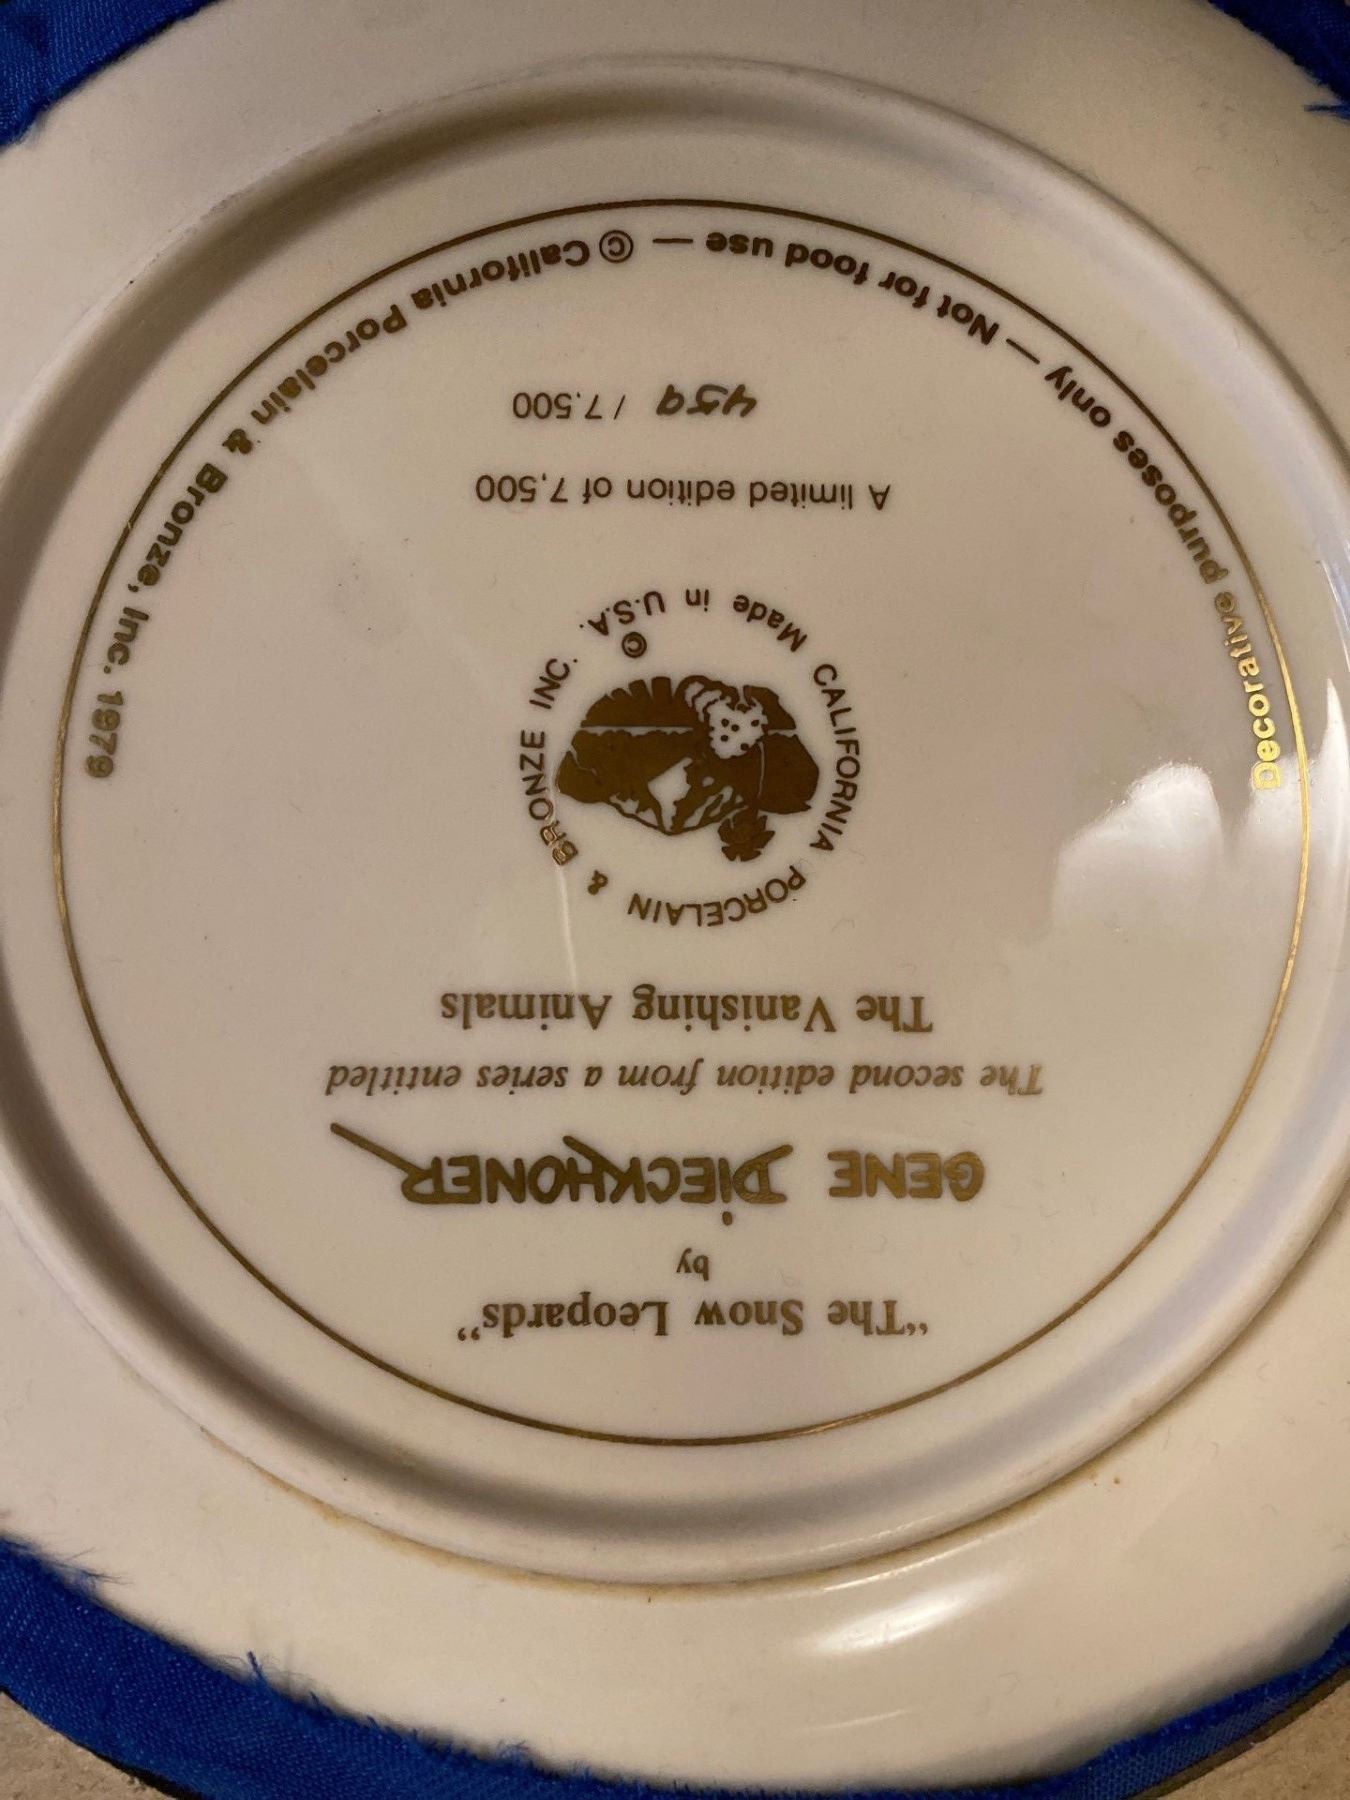 "The Snow Leopards"
by
GENE DIECKHONER
The second edition from a series entitled
The Vanishing Animals
CALIFORNIA PORCELAIN & BRONZE INC.
©
Made in U.S.A.
A limited edition of 7,500
459 / 7.500
Decorative purposes only — Not for food use — © California Porcelain & Bronze, Inc. 1979